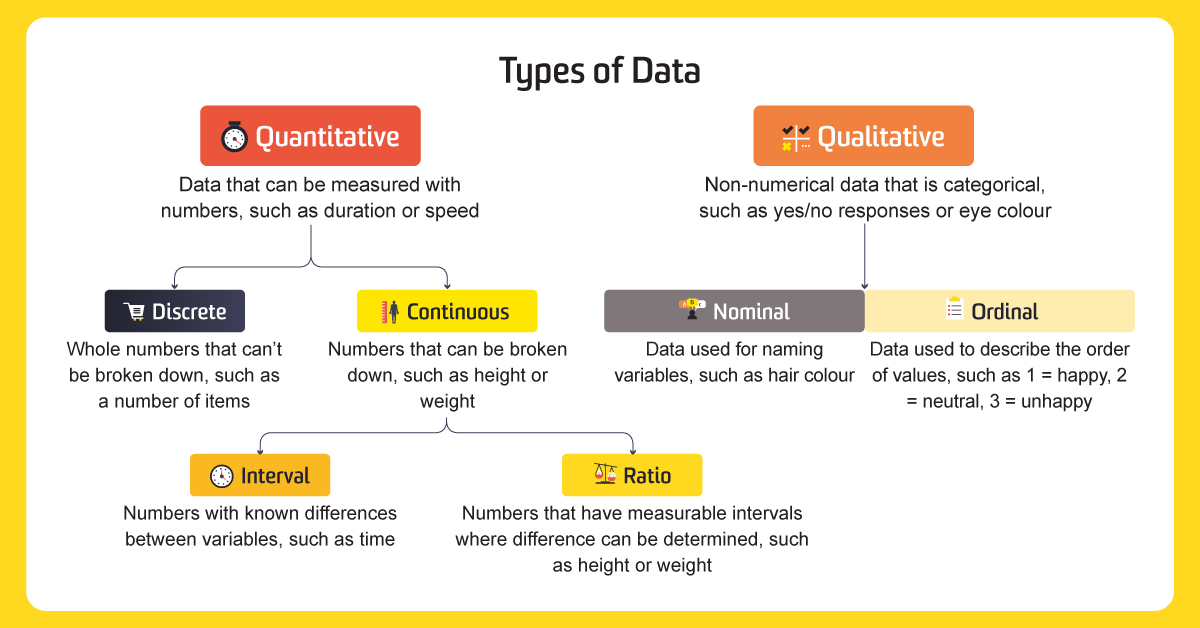 Types of Data
Quantitative
Data that can be measured with
numbers, such as duration or speed
Qualitative
Non-numerical data that is categorical,
such as yes/no responses or eye colour
Discrete
Whole numbers that can't
be broken down, such as
a number of items
Continuous
Numbers that can be broken
down, such as height or
weight
Nominal
Data used for naming
variables, such as hair colour
Ordinal
Data used to describe the order
of values, such as 1 = happy, 2
= neutral, 3 = unhappy
Interval
Numbers with known differences
between variables, such as time
Ratio
Numbers that have measurable intervals
where difference can be determined, such
as height or weight